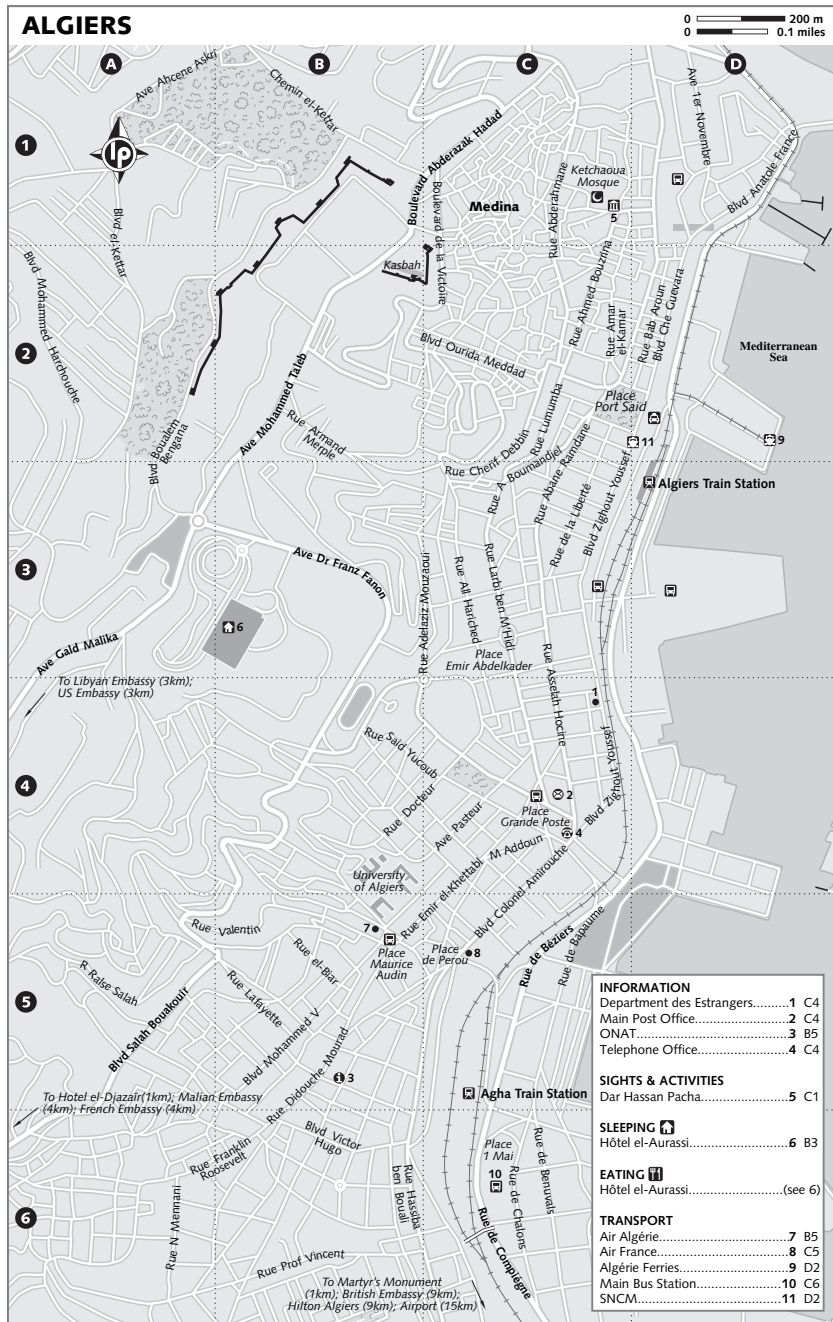 ALGIERS
0 200 m
0 0.1 miles
A
B
C
D
1
2
3
4
5
6
lp
Ave Ahcene Askri
Chemin el-Kettar
Boulevard Abderazak Hadad
Ave 1er Novembre
Ketchaoua
Mosque
5
Blvd Anatole France
Medina
Rue Abderahmane
Boulevard de la Victoire
Blvd el-Kettar
Kasbah
Rue Ahmed Bouzrina
Blvd Mohammed Harchouche
Rue Amar
el-Kamar
Rue Bab Aroun
Blvd Che Guevara
Blvd Ourida Meddad
Mediterranean
Sea
Ave Mohammed Taleb
Place
Port Saïd
Rue Armand
Merple
Rue Lumumba
Blvd Boualem
Bengana
Rue Cherif Debbih
Rue A Boumandjel
Rue Abane Ramdane
11
9
Algiers Train Station
Rue de la Liberté
Blvd Zighout Youssef
Ave Dr Franz Fanon
Rue Adelaziz Mouzaoui
Rue Ali Hariched
Rue Larbi ben M'Hidi
6
Ave Gald Malika
Place
Emir Abdelkader
To Libyan Embassy (3km);
US Embassy (3km)
Rue Asselah Hocine
1
Rue Saïd Yucoub
Blvd Zighout Youssef
Rue Docteur
Ave Pasteur
2
Place
Grande Poste
4
M Addoun
University
of Algiers
Rue Emir el-Khettabi
Blvd Colonel Amirouche
Rue Valentin
7
Place
Maurice
Audin
Place
de Perou
8
Rue de Béziers
Rue de Bapaume
Rue el-Biar
R Ralse Salah
Rue Lafayette
Blvd Salah Bouakouir
Blvd Mohammed V
Rue Didouche Mourad
3
Agha Train Station
To Hotel el-Djazaïr(1km); Malian Embassy
(4km); French Embassy (4km)
Blvd Victor
Hugo
Place
1 Mai
10
Rue Franklin
Roosevelt
Rue Hassiba
ben Bouali
Rue de Chalons
Rue de Benuvals
Rue N Mennani
Rue de Compiégne
Rue Prof Vincent
To Martyr's Monument
(1km); British Embassy (9km);
Hilton Algiers (9km); Airport (15km)
INFORMATION
Department des Estrangers..........1 C4
Main Post Office..........2 C4
ONAT..........3 B5
Telephone Office..........4 C4
SIGHTS & ACTIVITIES
Dar Hassan Pacha..........5 C1
SLEEPING
Hôtel el-Aurassi..........6 B3
EATING
Hôtel el-Aurassi..........(see 6)
TRANSPORT
Air Algérie..........7 B5
Air France..........8 C5
Algérie Ferries..........9 D2
Main Bus Station..........10 C6
SNCM..........11 D2